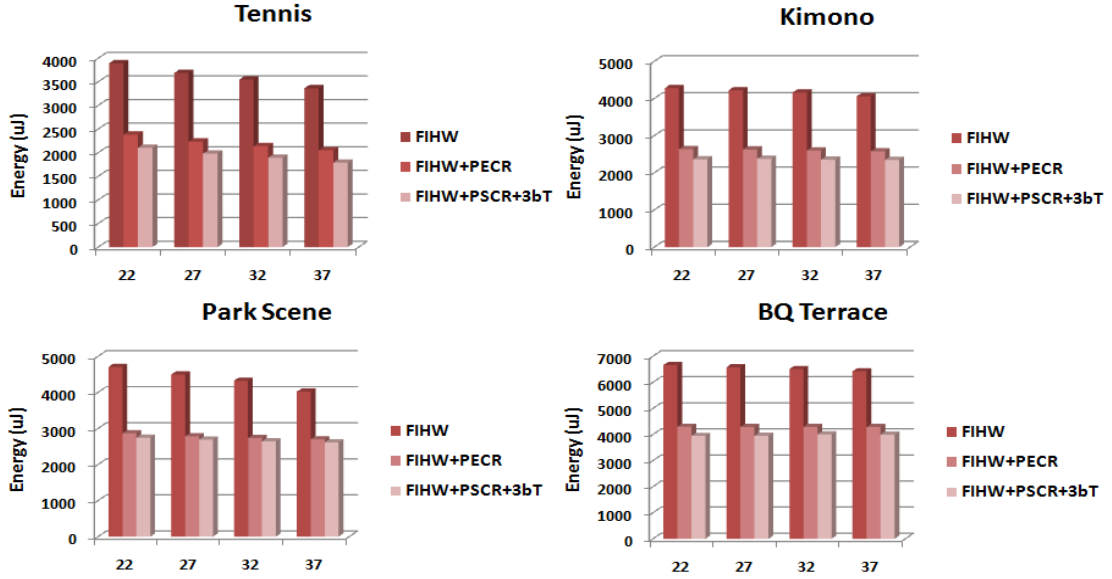 Tennis
Energy (uJ)
4000
3500
3000
2500
2000
1500
1000
500
0
22 27 32 37
FIHW
FIHW+PECR
FIHW+PSCR+3bT
Kimono
Energy (uJ)
5000
4000
3000
2000
1000
0
22 27 32 37
FIHW
FIHW+PECR
FIHW+PSCR+3bT
Park Scene
Energy (uJ)
5000
4000
3000
2000
1000
0
22 27 32 37
FIHW
FIHW+PECR
FIHW+PSCR+3bT
BQ Terrace
Energy (uJ)
7000
6000
5000
4000
3000
2000
1000
0
22 27 32 37
FIHW
FIHW+PECR
FIHW+PSCR+3bT